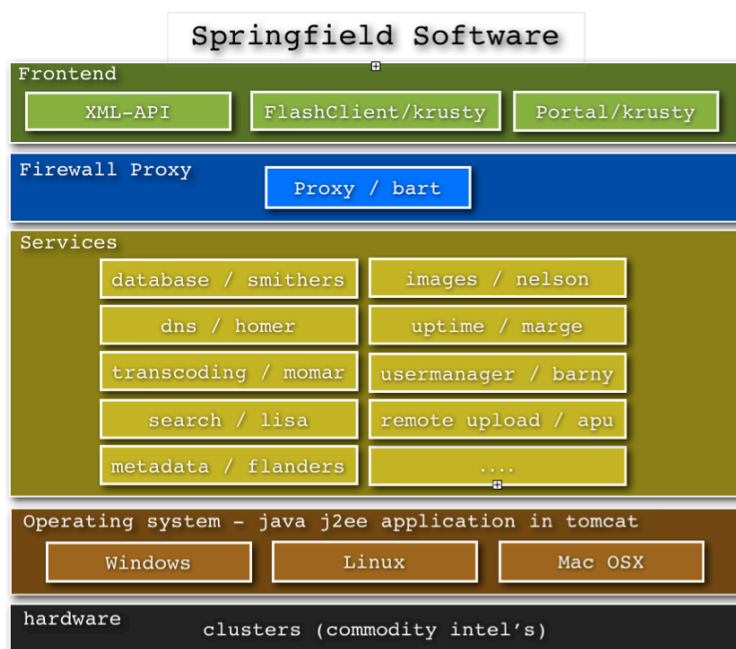 Springfield Software
Frontend
XML-API
FlashClient/krusty
Portal/krusty
Firewall Proxy
Proxy / bart
Services
database / smithers
images / nelson
dns / homer
uptime / marge
transcoding / momar
usermanager / barny
search / lisa
remote upload / apu
metadata / flanders
....
Operating system - java j2ee application in tomcat
Windows
Linux
Mac OSX
hardware
clusters (commodity intel's)